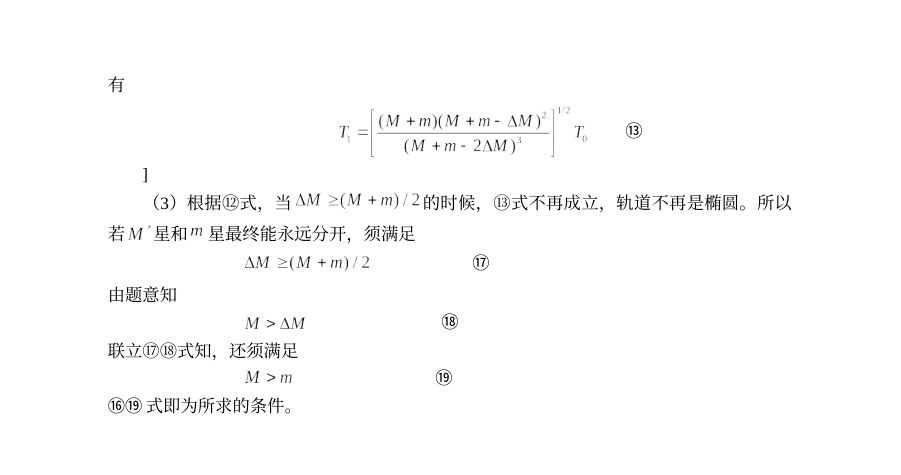 有
T₁ = [ (M + m)(M + m - ΔM)² / (M + m - 2ΔM)³ ]^{1/2} T₀ ⑬
]
（3）根据⑫式，当 ΔM ≥(M + m) / 2 的时候，⑬式不再成立，轨道不再是椭圆。所以
若 M ′ 星和 m 星最终能永远分开，须满足
ΔM ≥(M + m) / 2 ⑰
由题意知
M > ΔM ⑱
联立⑰⑱式知，还须满足
M > m ⑲
⑯⑲ 式即为所求的条件。